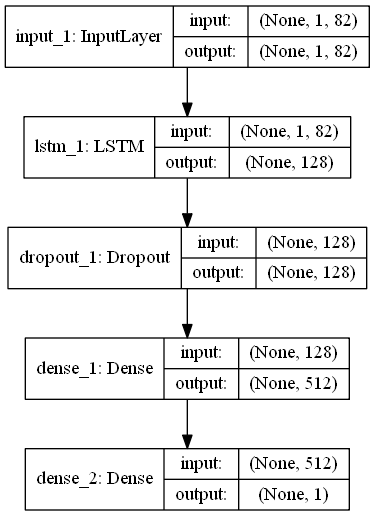 input_1: InputLayer
input: (None, 1, 82)
output: (None, 1, 82)
lstm_1: LSTM
input: (None, 1, 82)
output: (None, 128)
dropout_1: Dropout
input: (None, 128)
output: (None, 128)
dense_1: Dense
input: (None, 128)
output: (None, 512)
dense_2: Dense
input: (None, 512)
output: (None, 1)